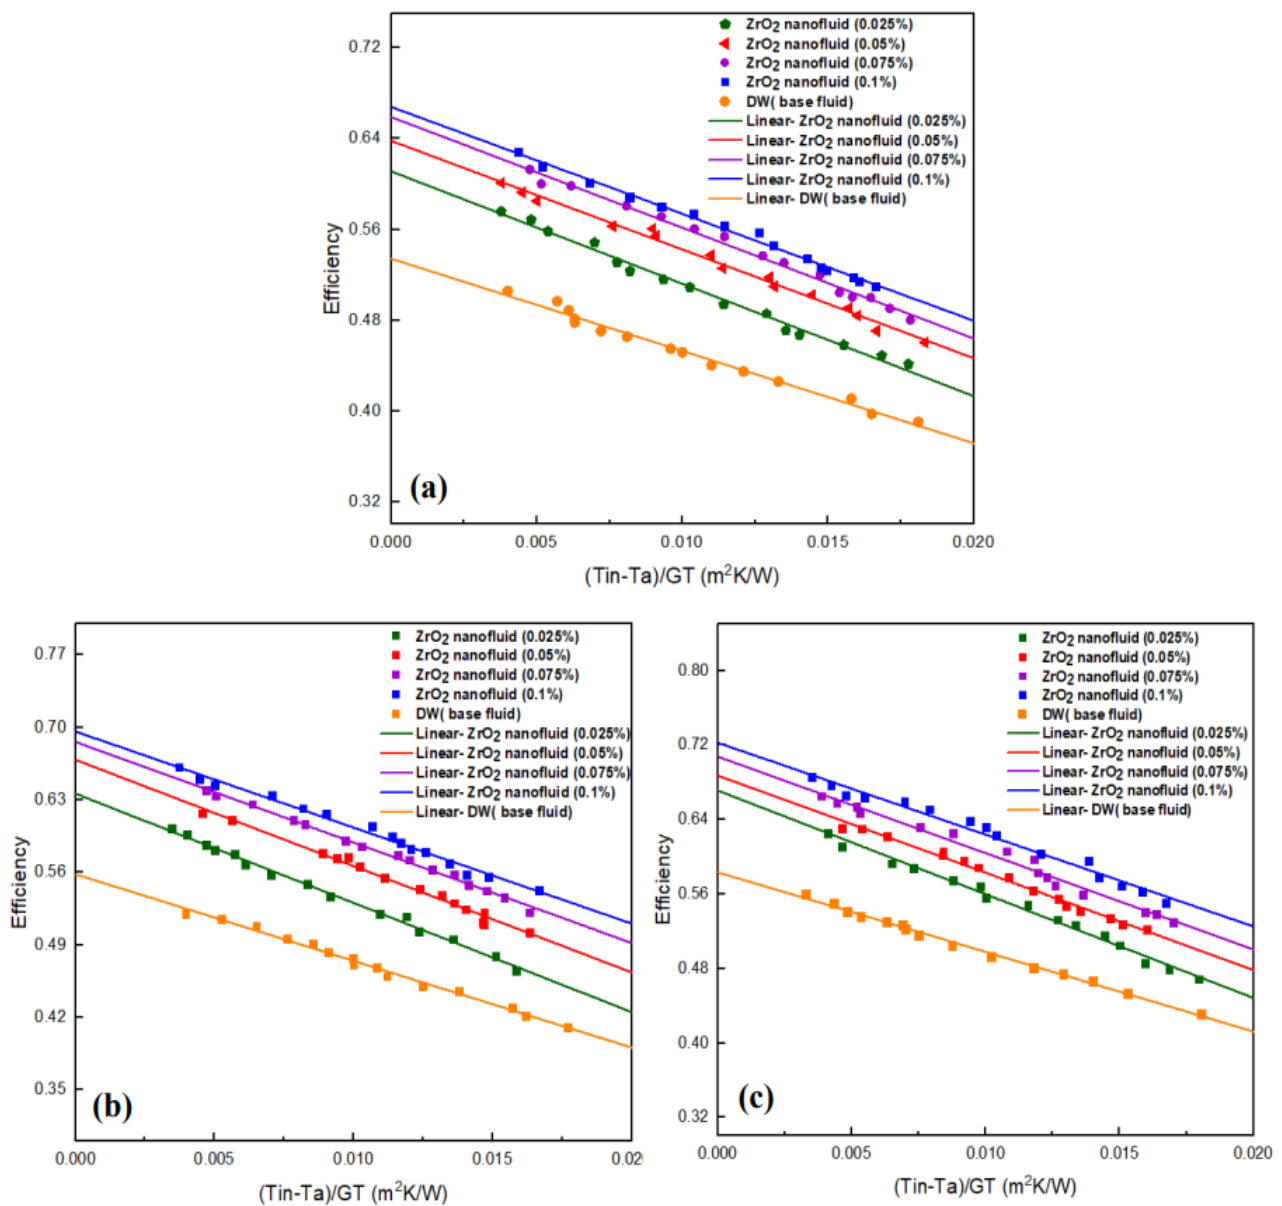 ZrO2 nanofluid (0.025%)
ZrO2 nanofluid (0.05%)
ZrO2 nanofluid (0.075%)
ZrO2 nanofluid (0.1%)
DW( base fluid)
Linear- ZrO2 nanofluid (0.025%)
Linear- ZrO2 nanofluid (0.05%)
Linear- ZrO2 nanofluid (0.075%)
Linear- ZrO2 nanofluid (0.1%)
Linear- DW( base fluid)
0.72
0.64
0.56
0.48
0.40
0.32
Efficiency
(a)
0.000 0.005 0.010 0.015 0.020
(Tin-Ta)/GT (m²K/W)
ZrO2 nanofluid (0.025%)
ZrO2 nanofluid (0.05%)
ZrO2 nanofluid (0.075%)
ZrO2 nanofluid (0.1%)
DW( base fluid)
Linear- ZrO2 nanofluid (0.025%)
Linear- ZrO2 nanofluid (0.05%)
Linear- ZrO2 nanofluid (0.075%)
Linear- ZrO2 nanofluid (0.1%)
Linear- DW( base fluid)
0.77
0.70
0.63
0.56
0.49
0.42
0.35
Efficiency
(b)
0.000 0.005 0.010 0.015 0.02
(Tin-Ta)/GT (m²K/W)
ZrO2 nanofluid (0.025%)
ZrO2 nanofluid (0.05%)
ZrO2 nanofluid (0.075%)
ZrO2 nanofluid (0.1%)
DW( base fluid)
Linear- ZrO2 nanofluid (0.025%)
Linear- ZrO2 nanofluid (0.05%)
Linear- ZrO2 nanofluid (0.075%)
Linear- ZrO2 nanofluid (0.1%)
Linear- DW( base fluid)
0.80
0.72
0.64
0.56
0.48
0.40
0.32
Efficiency
(c)
0.000 0.005 0.010 0.015 0.020
(Tin-Ta)/GT (m²K/W)